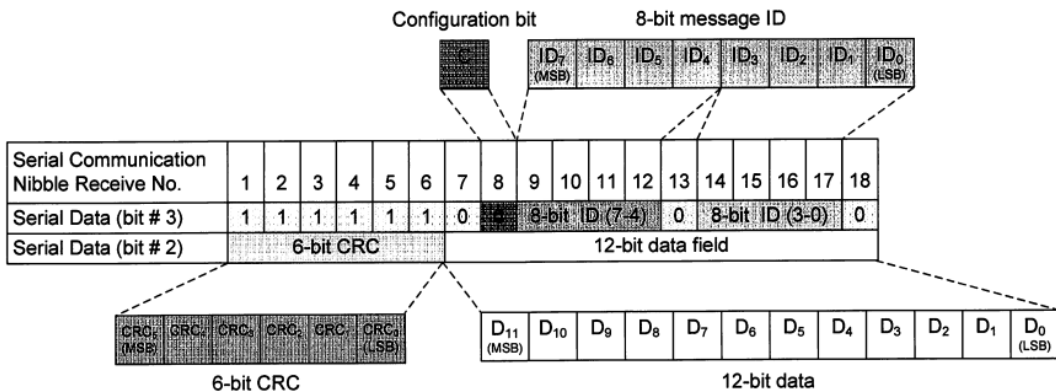 Configuration bit 8-bit message ID
C ID7 (MSB) ID6 ID5 ID4 ID3 ID2 ID1 ID0 (LSB)
Serial Communication
Nibble Receive No. 1 2 3 4 5 6 7 8 9 10 11 12 13 14 15 16 17 18
Serial Data (bit # 3) 1 1 1 1 1 1 0 8-bit ID (7-4) 0 8-bit ID (3-0) 0
Serial Data (bit # 2) 6-bit CRC 12-bit data field
CRC5 (MSB) CRC4 CRC3 CRC2 CRC1 CRC0 (LSB) D11 (MSB) D10 D9 D8 D7 D6 D5 D4 D3 D2 D1 D0 (LSB)
6-bit CRC 12-bit data